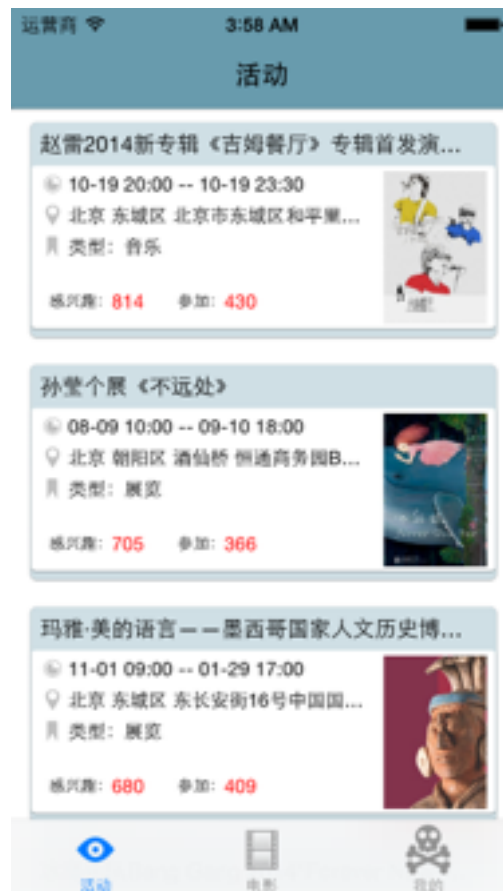 运营商 3:58 AM
活动
赵雷2014新专辑《吉姆餐厅》专辑首发演...
10-19 20:00 -- 10-19 23:30
北京 东城区 北京市东城区和平里...
类型：音乐
感兴趣：814 参加：430
孙莹个展《不远处》
08-09 10:00 -- 09-10 18:00
北京 朝阳区 酒仙桥 恒通商务园B...
类型：展览
感兴趣：705 参加：366
玛雅·美的语言——墨西哥国家人文历史博...
11-01 09:00 -- 01-29 17:00
北京 东城区 东长安街16号中国国...
类型：展览
感兴趣：680 参加：409
活动 电影 我的